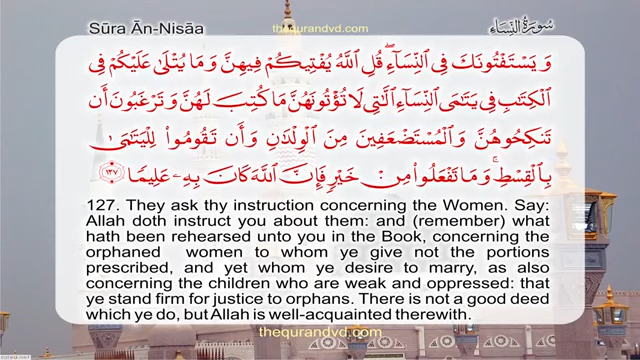 Sūra Ān-Nisāa
thequrandvd.com
سُورَةُ النِّسَاءِ
وَيَسْتَفْتُونَكَ فِي ٱلنِّسَآءِ ۖ قُلِ ٱللَّهُ يُفْتِيكُمْ فِيهِنَّ وَمَا يُتْلَىٰ عَلَيْكُمْ فِي
ٱلْكِتَٰبِ فِي يَتَٰمَى ٱلنِّسَآءِ ٱلَّٰتِي لَا تُؤْتُونَهُنَّ مَا كُتِبَ لَهُنَّ وَتَرْغَبُونَ أَن
تَنكِحُوهُنَّ وَٱلْمُسْتَضْعَفِينَ مِنَ ٱلْوِلْدَٰنِ وَأَن تَقُومُوا۟ لِلْيَتَٰمَىٰ
بِٱلْقِسْطِ ۚ وَمَا تَفْعَلُوا۟ مِنْ خَيْرٍ فَإِنَّ ٱللَّهَ كَانَ بِهِۦ عَلِيمًا ١٢٧
127. They ask thy instruction concerning the Women. Say:
Allah doth instruct you about them: and (remember) what
hath been rehearsed unto you in the Book, concerning the
orphaned women to whom ye give not the portions
prescribed, and yet whom ye desire to marry, as also
concerning the children who are weak and oppressed: that
ye stand firm for justice to orphans. There is not a good deed
which ye do, but Allah is well-acquainted therewith.
thequrandvd.com